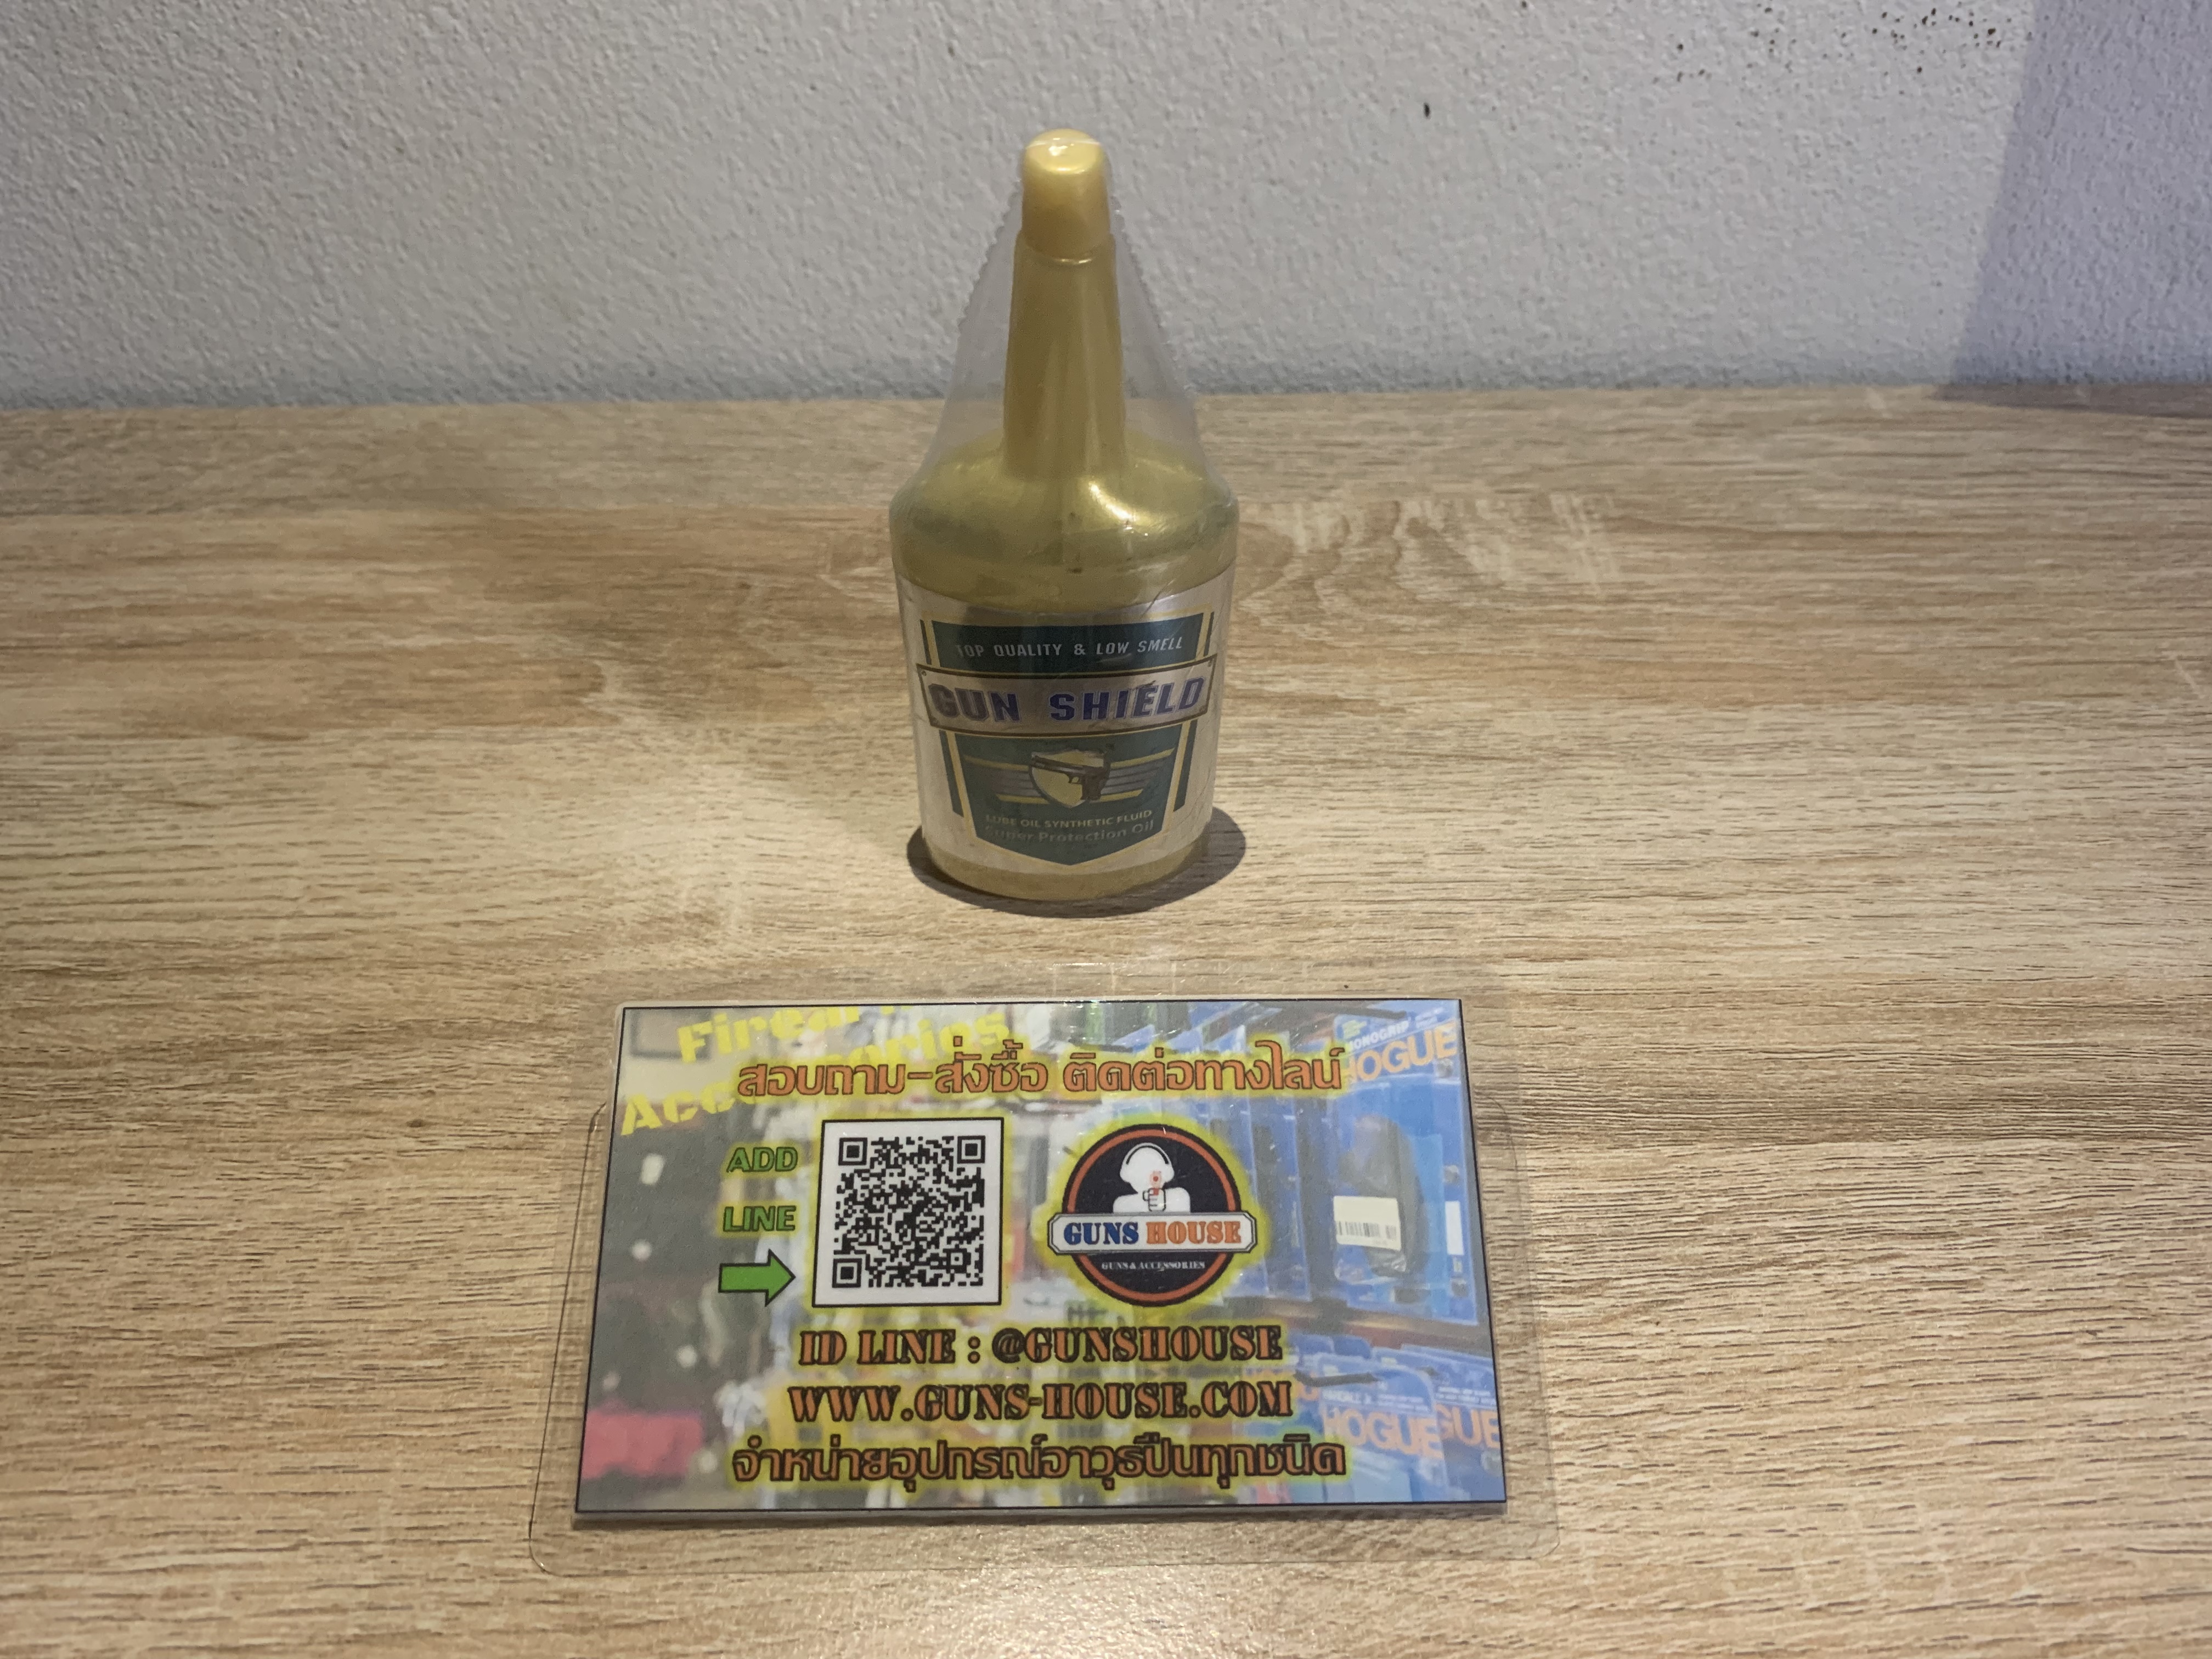 TOP QUALITY & LOW SMELL
GUN SHIELD
LUBE OIL SYNTHETIC FLUID
Super Protection Oil
สอบถาม-สั่งซื้อ ติดต่อทางไลน์
MONOGRIP
HOGUE
ADD
LINE
GUNS HOUSE
GUNS & ACCESSORIES
ID LINE : @GUNSHOUSE
WWW.GUNS-HOUSE.COM
HOGUE
จำหน่ายอุปกรณ์อาวุธปืนทุกชนิด